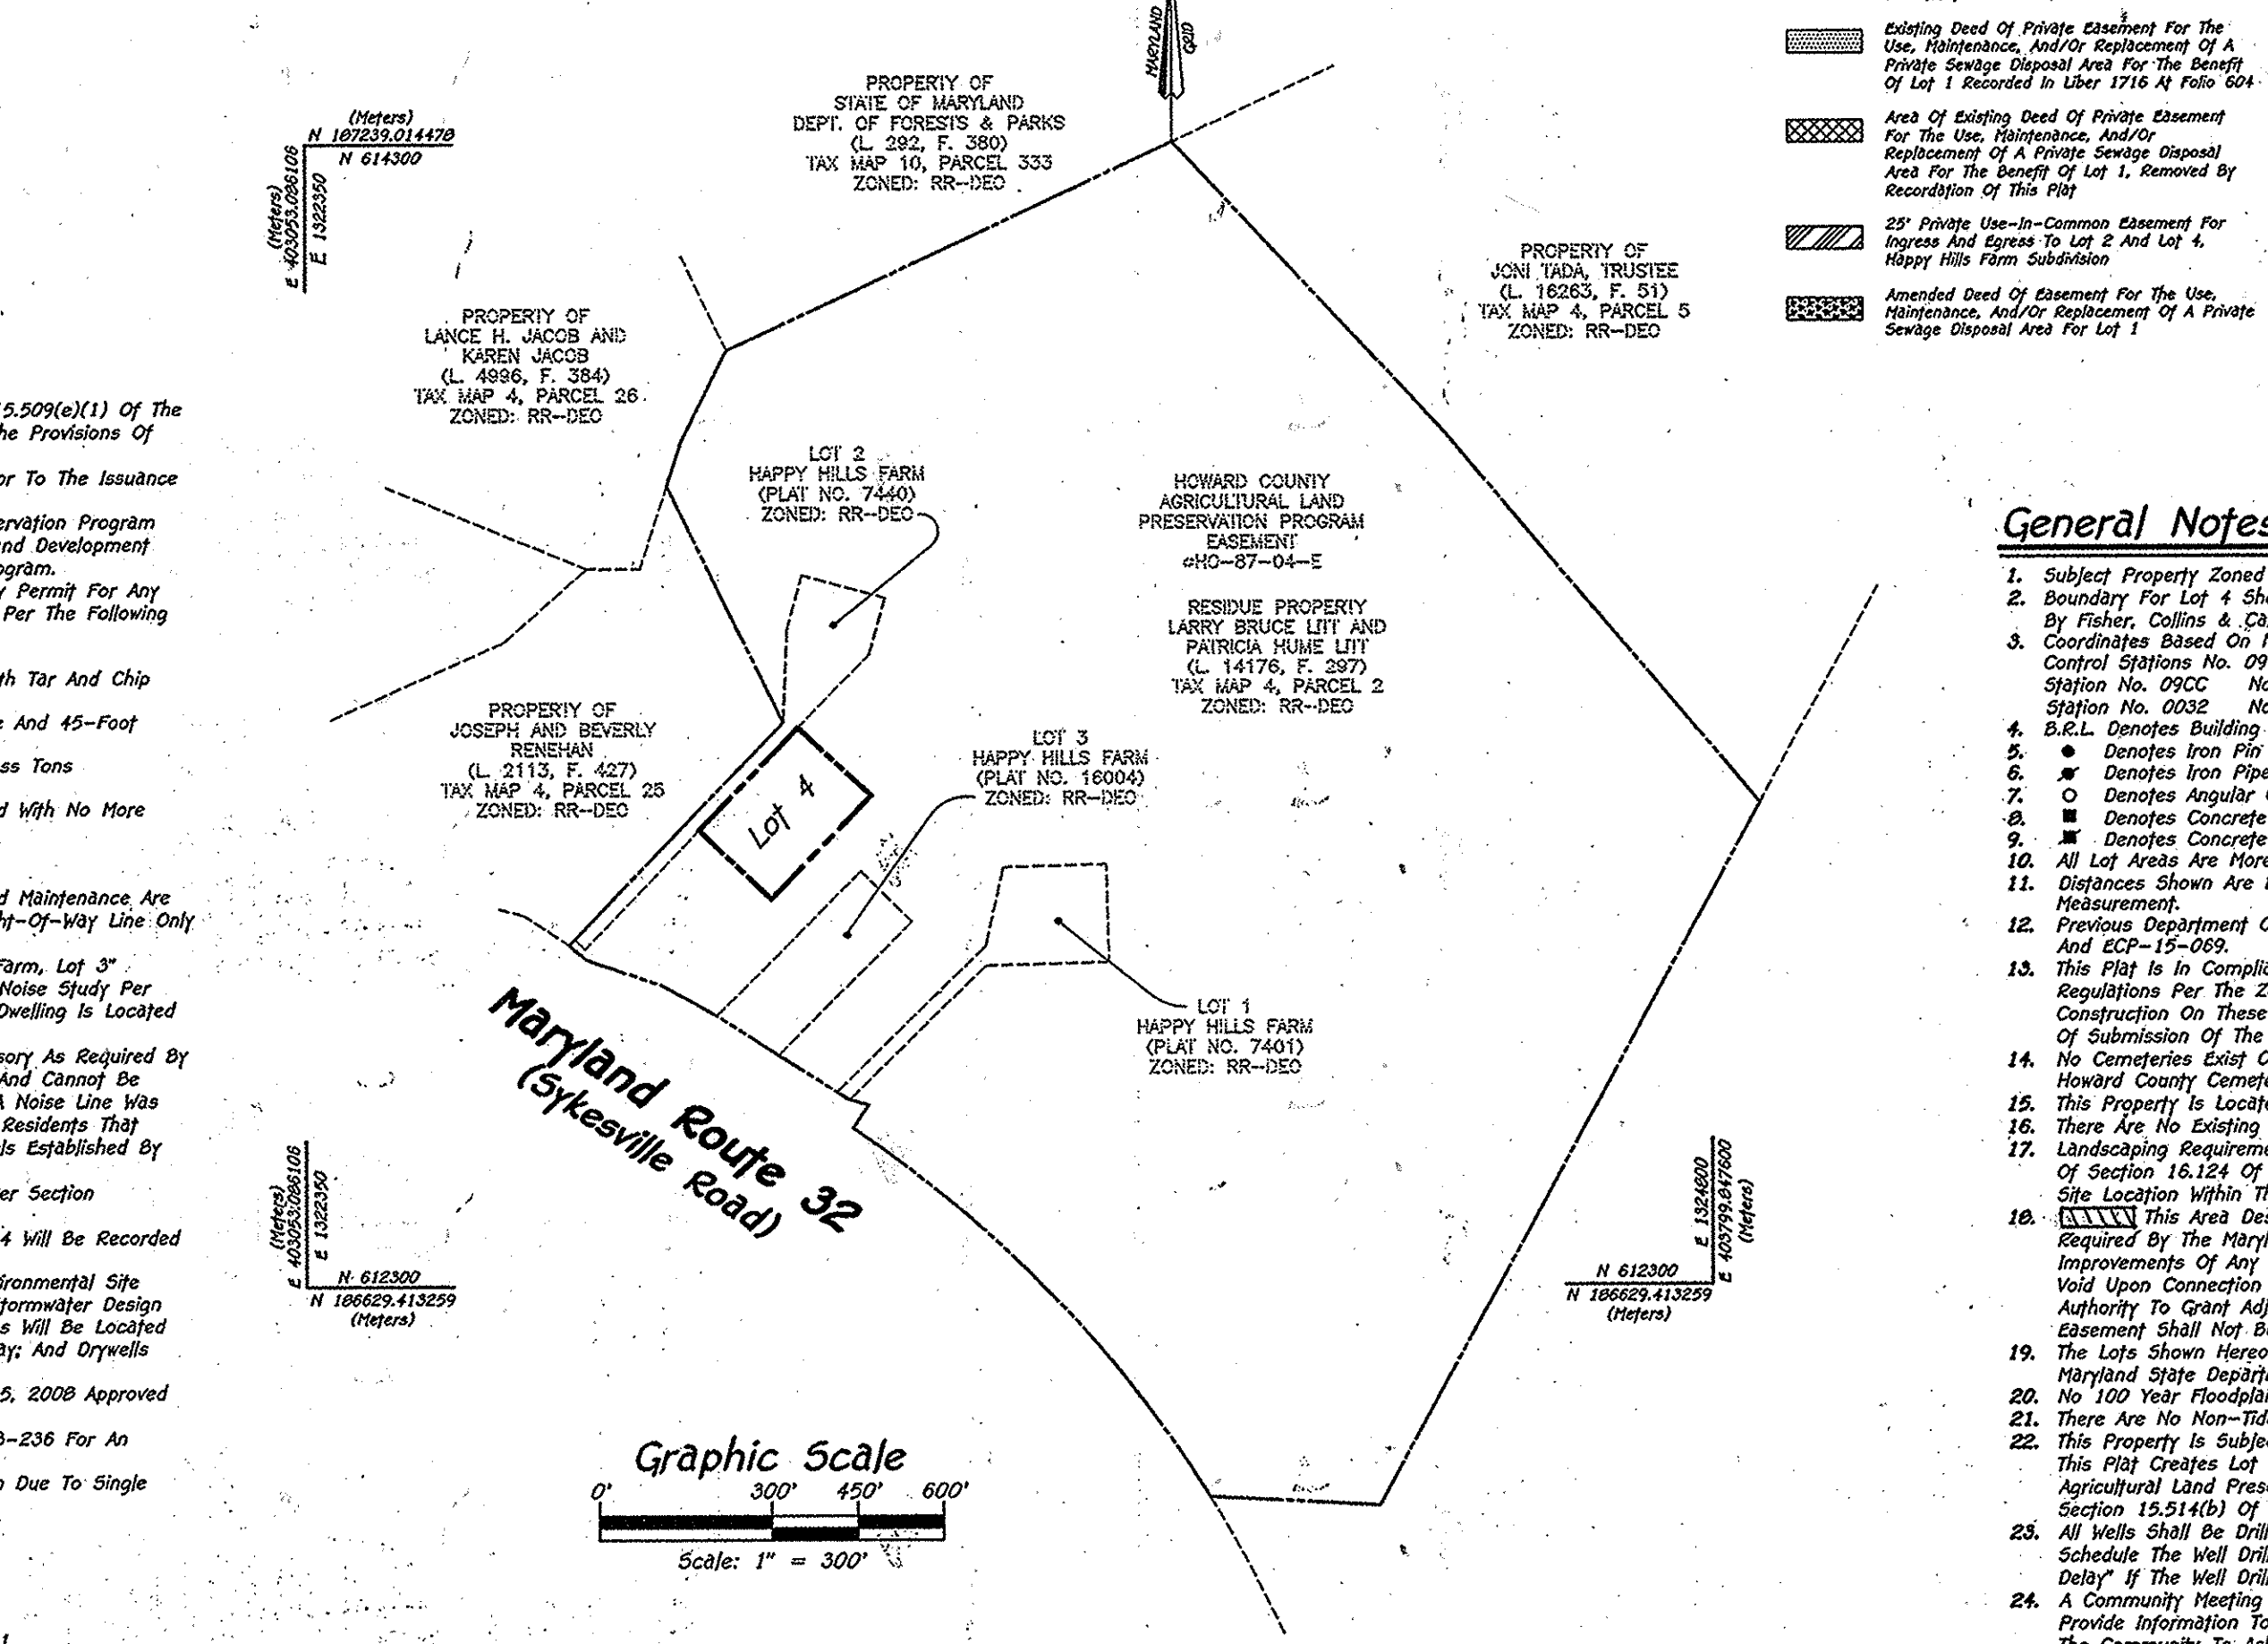 MARYLAND
GRID
Existing Deed Of Private Easement For The
Use, Maintenance, And/Or Replacement Of A
Private Sewage Disposal Area For The Benefit
Of Lot 1 Recorded In Liber 1716 At Folio 604
Area Of Existing Deed Of Private Easement
For The Use, Maintenance, And/Or
Replacement Of A Private Sewage Disposal
Area For The Benefit Of Lot 1, Removed By
Recordation Of This Plat
25' Private Use-In-Common Easement For
Ingress And Egress To Lot 2 And Lot 4,
Happy Hills Farm Subdivision
Amended Deed Of Easement For The Use,
Maintenance, And/Or Replacement Of A Private
Sewage Disposal Area For Lot 1
(Meters)
N 187239.014478
N 614300
(Meters)
E 403053.086106
E 1322350
PROPERTY OF
STATE OF MARYLAND
DEPT. OF FORESTS & PARKS
(L. 292, F. 380)
TAX MAP 10, PARCEL 333
ZONED: RR-DEO
PROPERTY OF
JONI TADA, TRUSTEE
(L. 16263, F. 51)
TAX MAP 4, PARCEL 5
ZONED: RR-DEO
PROPERTY OF
LANCE H. JACOB AND
KAREN JACOB
(L. 4996, F. 384)
TAX MAP 4, PARCEL 26
ZONED: RR-DEO
LOT 2
HAPPY HILLS FARM
(PLAT NO. 7440)
ZONED: RR-DEO
HOWARD COUNTY
AGRICULTURAL LAND
PRESERVATION PROGRAM
EASEMENT
#HO-87-04-E
RESIDUE PROPERTY
LARRY BRUCE LITT AND
PATRICIA HUME LITT
(L. 14176, F. 297)
TAX MAP 4, PARCEL 2
ZONED: RR-DEO
PROPERTY OF
JOSEPH AND BEVERLY
RENEHAN
(L. 2113, F. 427)
TAX MAP 4, PARCEL 25
ZONED: RR-DEO
Lot 4
LOT 3
HAPPY HILLS FARM
(PLAT NO. 16004)
ZONED: RR-DEO
LOT 1
HAPPY HILLS FARM
(PLAT NO. 7401)
ZONED: RR-DEO
Maryland Route 32
(Sykesville Road)
(Meters)
E 403053.086106
E 1322350
N 612300
N 186629.413259
(Meters)
E 1324800
E 403799.847600
(Meters)
N 612300
N 186629.413259
(Meters)
Graphic Scale
0' 300' 450' 600'
Scale: 1" = 300'
5.509(e)(1) Of The
he Provisions Of
or To The Issuance
ervation Program
nd Development
ogram.
y Permit For Any
Per The Following
th Tar And Chip
e And 45-Foot
ss Tons
d With No More
d Maintenance Are
ht-Of-Way Line Only
Farm, Lot 3"
Noise Study Per
Dwelling Is Located
sory As Required By
And Cannot Be
A Noise Line Was
Residents That
ls Established By
er Section
4 Will Be Recorded
ironmental Site
tormwater Design
s Will Be Located
ay; And Drywells
5, 2008 Approved
3-236 For An
n Due To Single
1
General Notes
1. Subject Property Zoned
2. Boundary For Lot 4 Sh
By Fisher, Collins & Ca
3. Coordinates Based On
Control Stations No. 09
Station No. 09CC No
Station No. 0032 No
4. B.R.L. Denotes Building
5. Denotes Iron Pin
6. Denotes Iron Pipe
7. Denotes Angular
8. Denotes Concrete
9. Denotes Concrete
10. All Lot Areas Are More
11. Distances Shown Are
Measurement.
12. Previous Department
And ECP-15-069.
13. This Plat Is In Complia
Regulations Per The Z
Construction On These
Of Submission Of The
14. No Cemeteries Exist O
Howard County Cemete
15. This Property Is Locate
16. There Are No Existing
17. Landscaping Requireme
Of Section 16.124 Of
Site Location Within Th
18. This Area Des
Required By The Maryl
Improvements Of Any
Void Upon Connection
Authority To Grant Adj
Easement Shall Not B
19. The Lots Shown Hereo
Maryland State Depart
20. No 100 Year Floodplai
21. There Are No Non-Tid
22. This Property Is Subje
This Plat Creates Lot
Agricultural Land Pres
Section 15.514(b) Of
23. All Wells Shall Be Drill
Schedule The Well Drill
Delay" If The Well Drill
24. A Community Meeting
Provide Information To